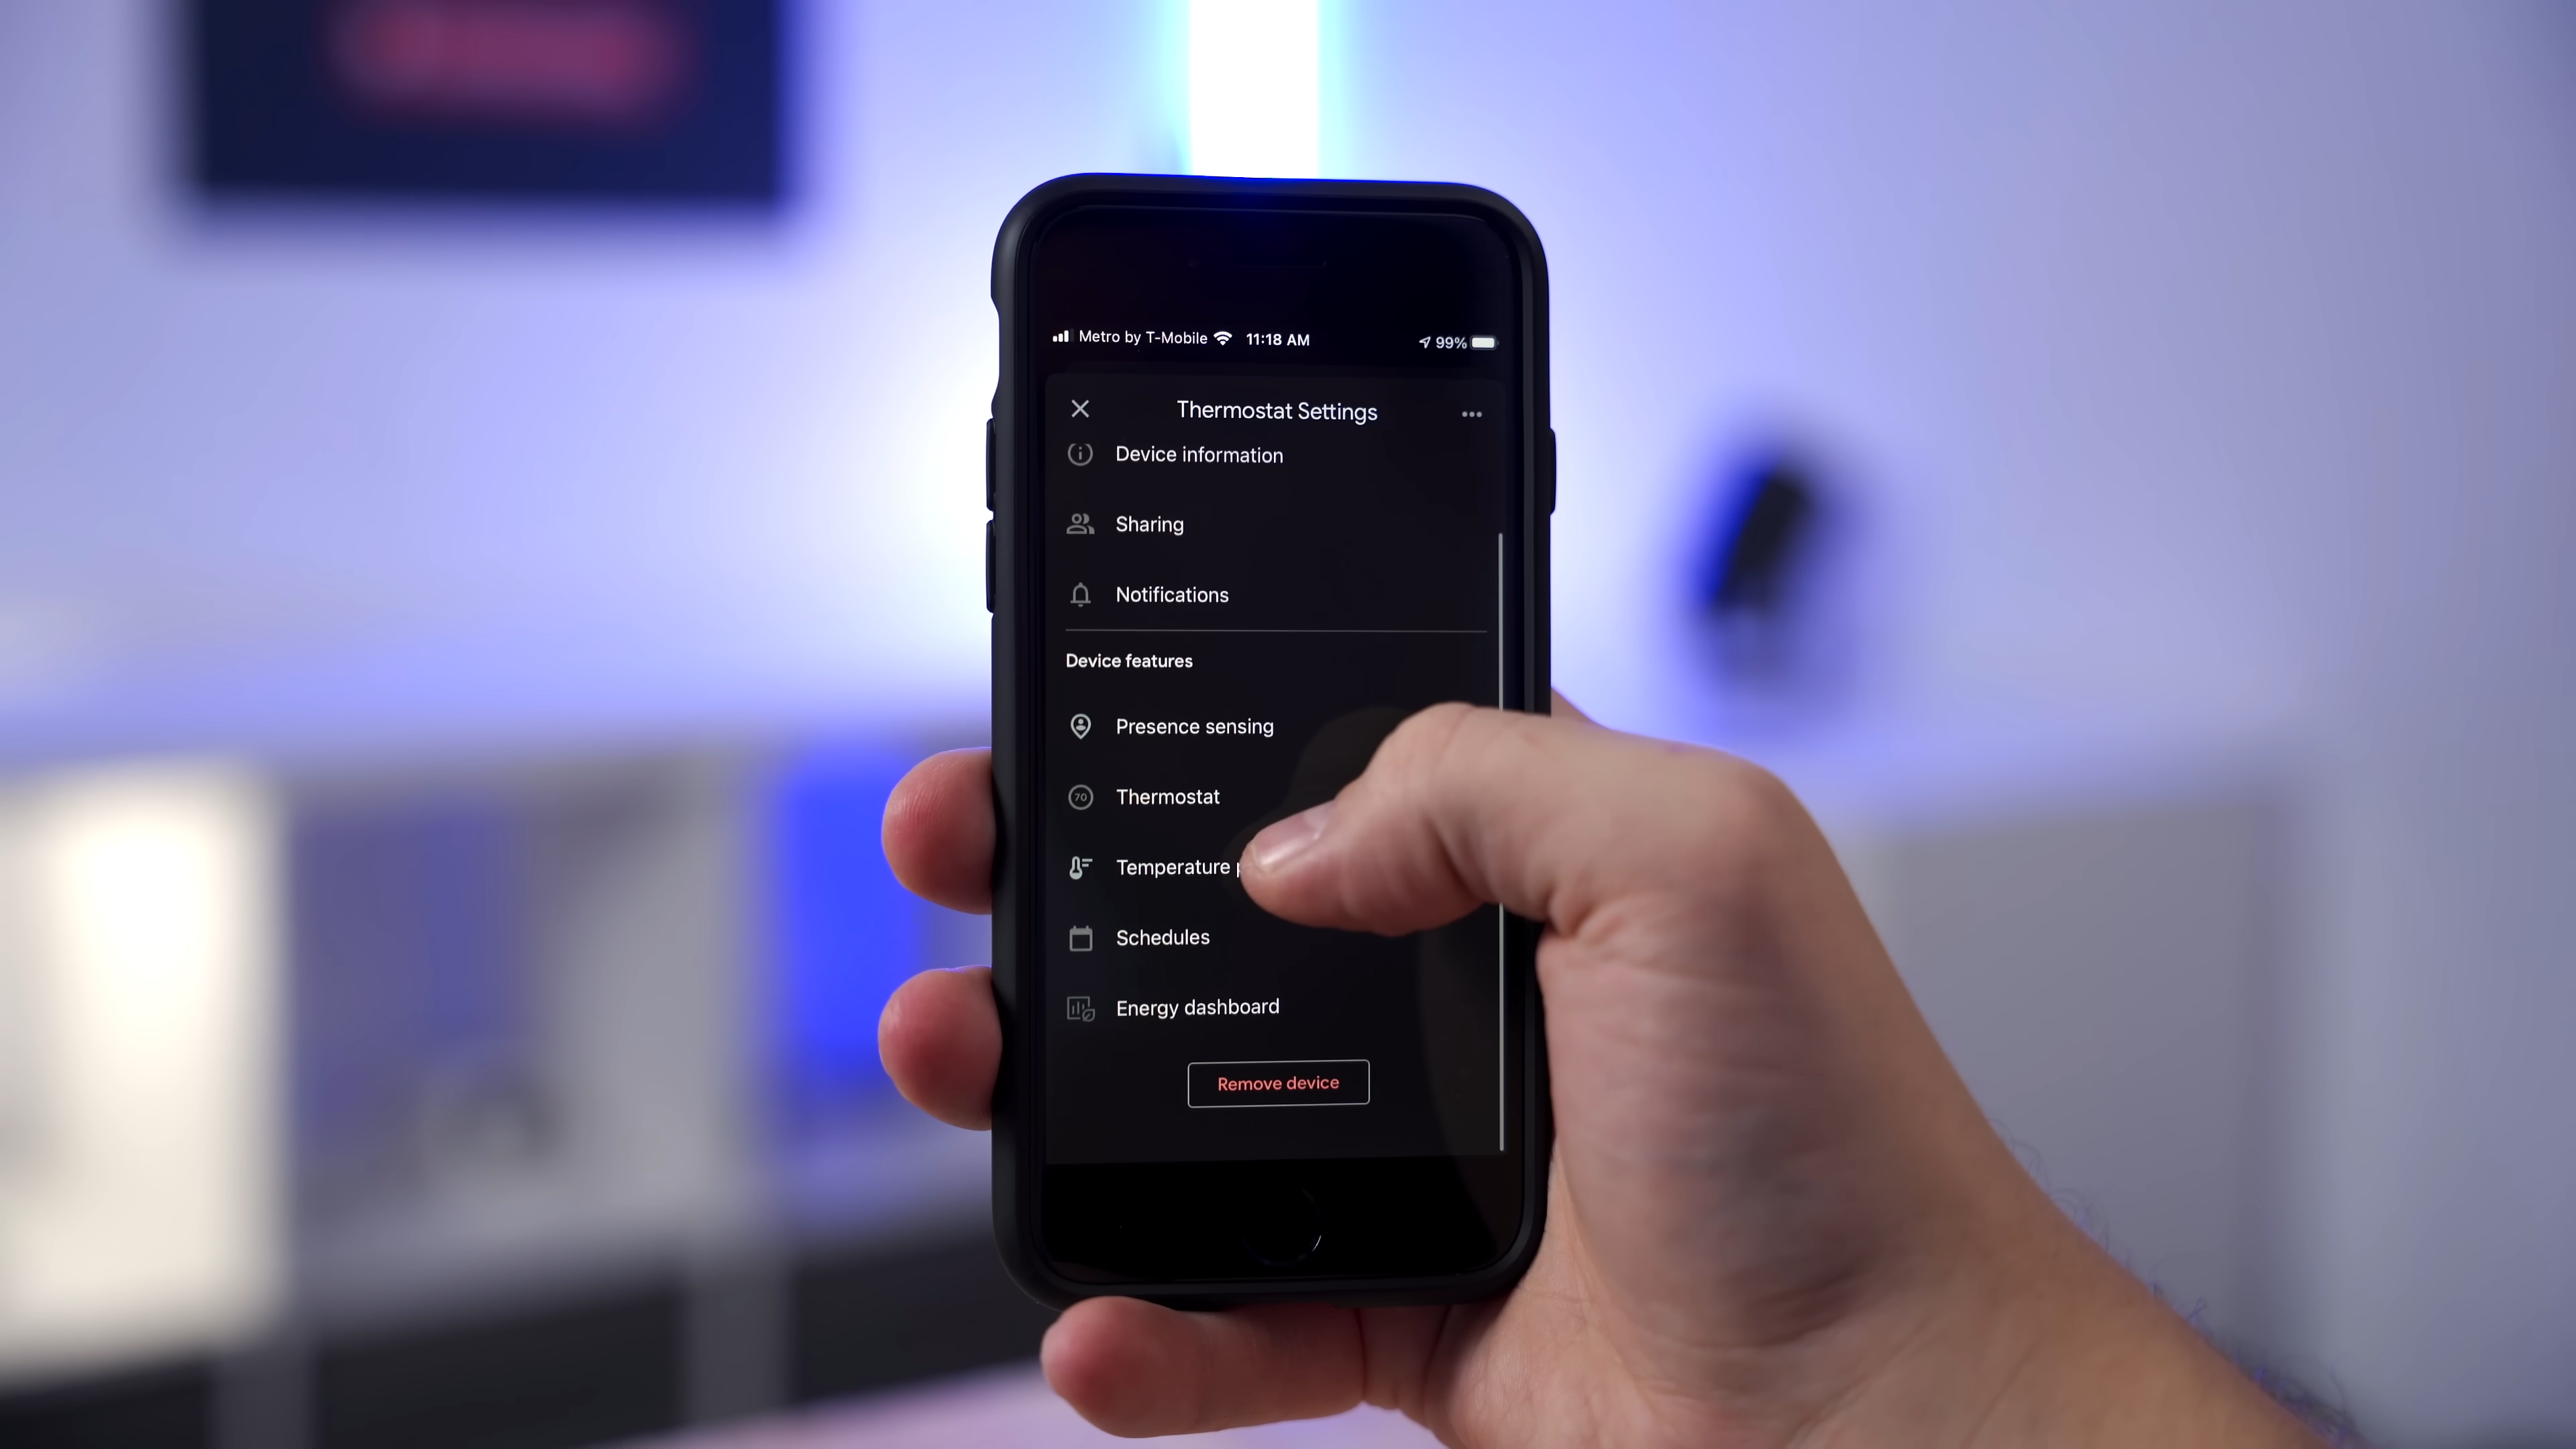 Metro by T-Mobile 11:18 AM 99%
Thermostat Settings
Device information
Sharing
Notifications
Device features
Presence sensing
70 Thermostat
Temperature
Schedules
Energy dashboard
Remove device